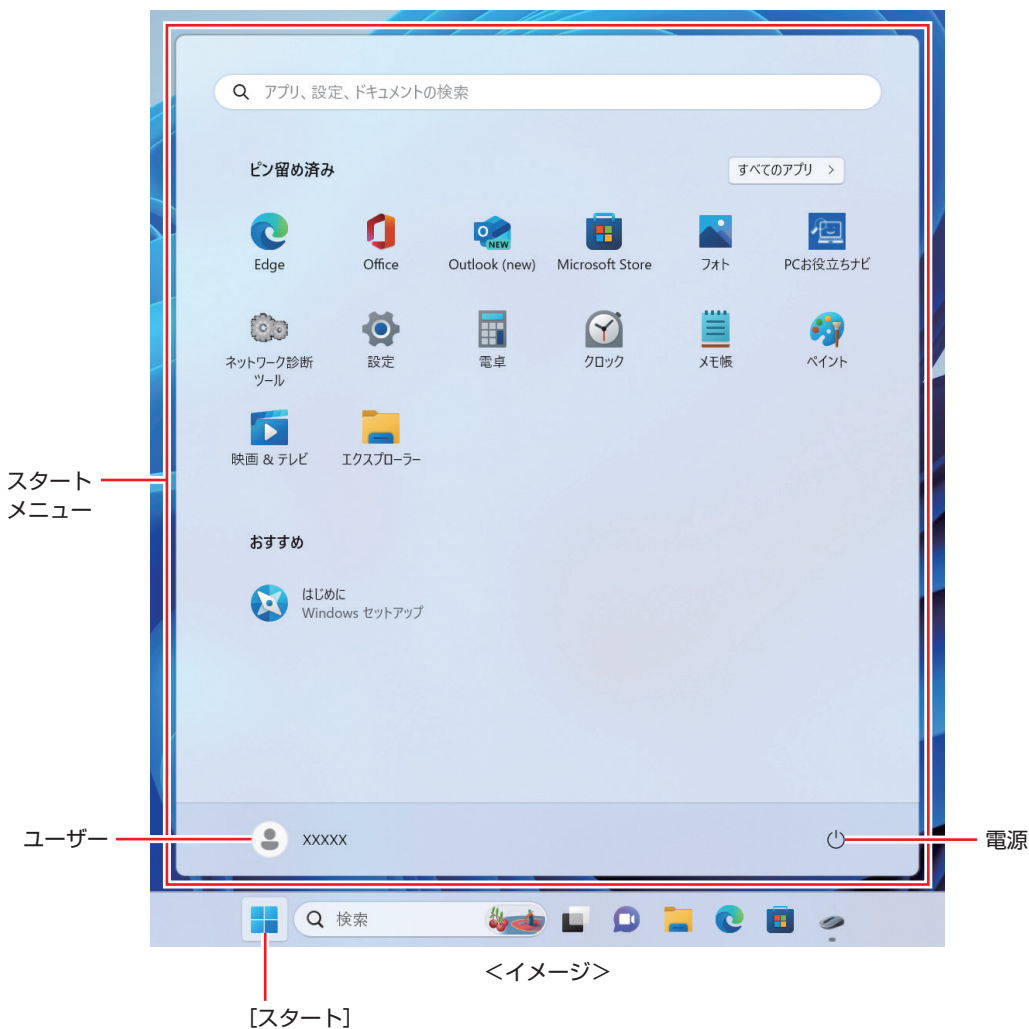 アプリ、設定、ドキュメントの検索
ピン留め済み
すべてのアプリ >
Edge
Office
Outlook (new)
Microsoft Store
フォト
PCお役立ちナビ
NEW
ネットワーク診断
ツール
設定
電卓
クロック
メモ帳
ペイント
映画 & テレビ
エクスプローラー
スタート
メニュー
おすすめ
はじめに
Windows セットアップ
ユーザー
XXXXX
電源
検索
＜イメージ＞
[スタート]